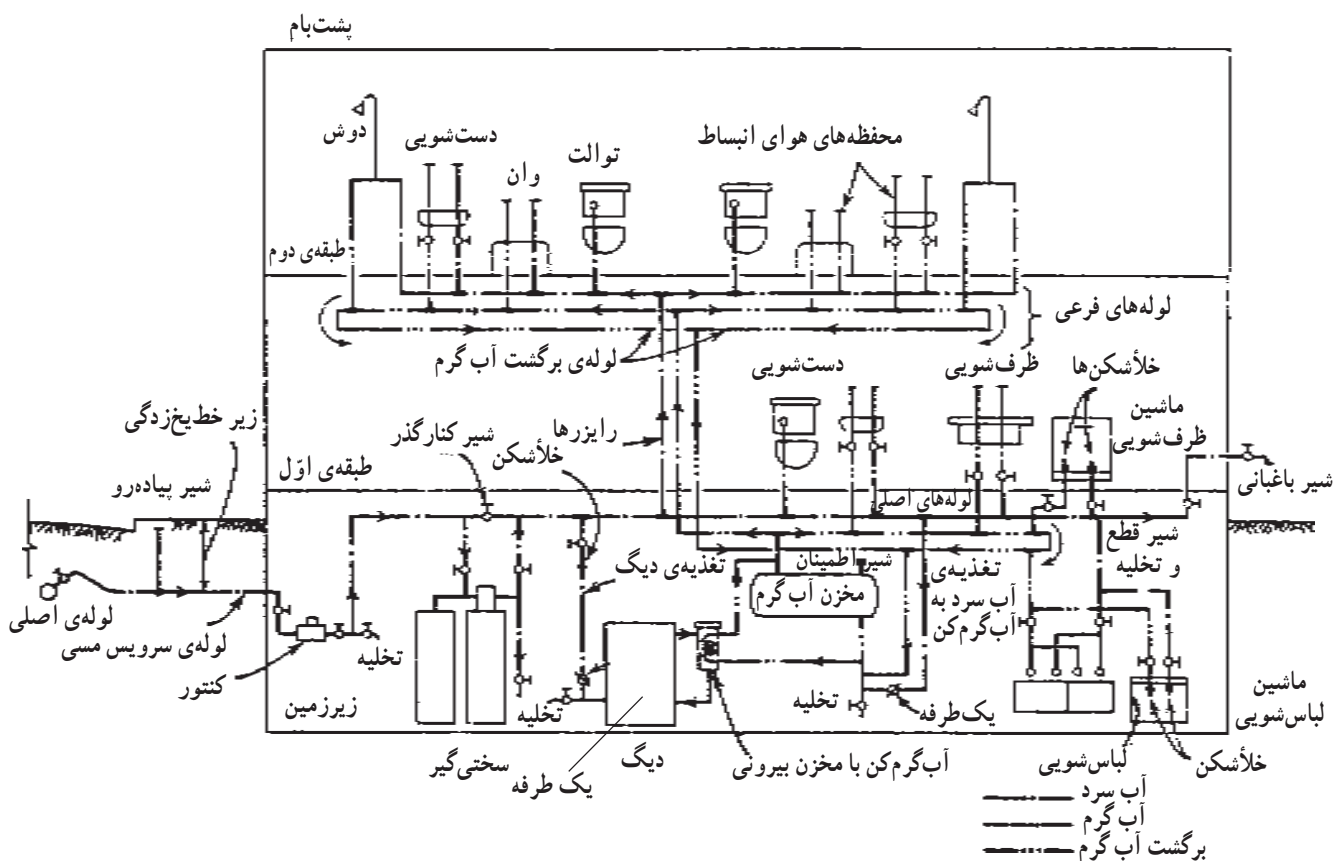 پشت‌بام
دوش
دست‌شویی
وان
توالت
محفظه‌های هوای انبساط
طبقه‌ی دوم
لوله‌های فرعی
لوله‌ی برگشت آب گرم
دست‌شویی
ظرف‌شویی
خلأشکن‌ها
ماشین
ظرف‌شویی
زیر خط یخ‌زدگی
شیر پیاده‌رو
رایزرها
خلأشکن
شیر کنارگذر
طبقه‌ی اوّل
شیر باغبانی
لوله‌های اصلی
شیر قطع
و تخلیه
تغذیه‌ی دیگ
شیر اطمینان
مخزن آب گرم
تغذیه‌ی
آب سرد به
آب‌گرم‌کن
لوله‌ی اصلی
لوله‌ی سرویس مسی
کنتور
تخلیه
زیرزمین
تخلیه
تخلیه
یک‌طرفه
ماشین
لباس‌شویی
سختی‌گیر
یک طرفه
دیگ
آب‌گرم‌کن با مخزن بیرونی
لباس‌شویی
خلأشکن
آب سرد
آب گرم
برگشت آب گرم